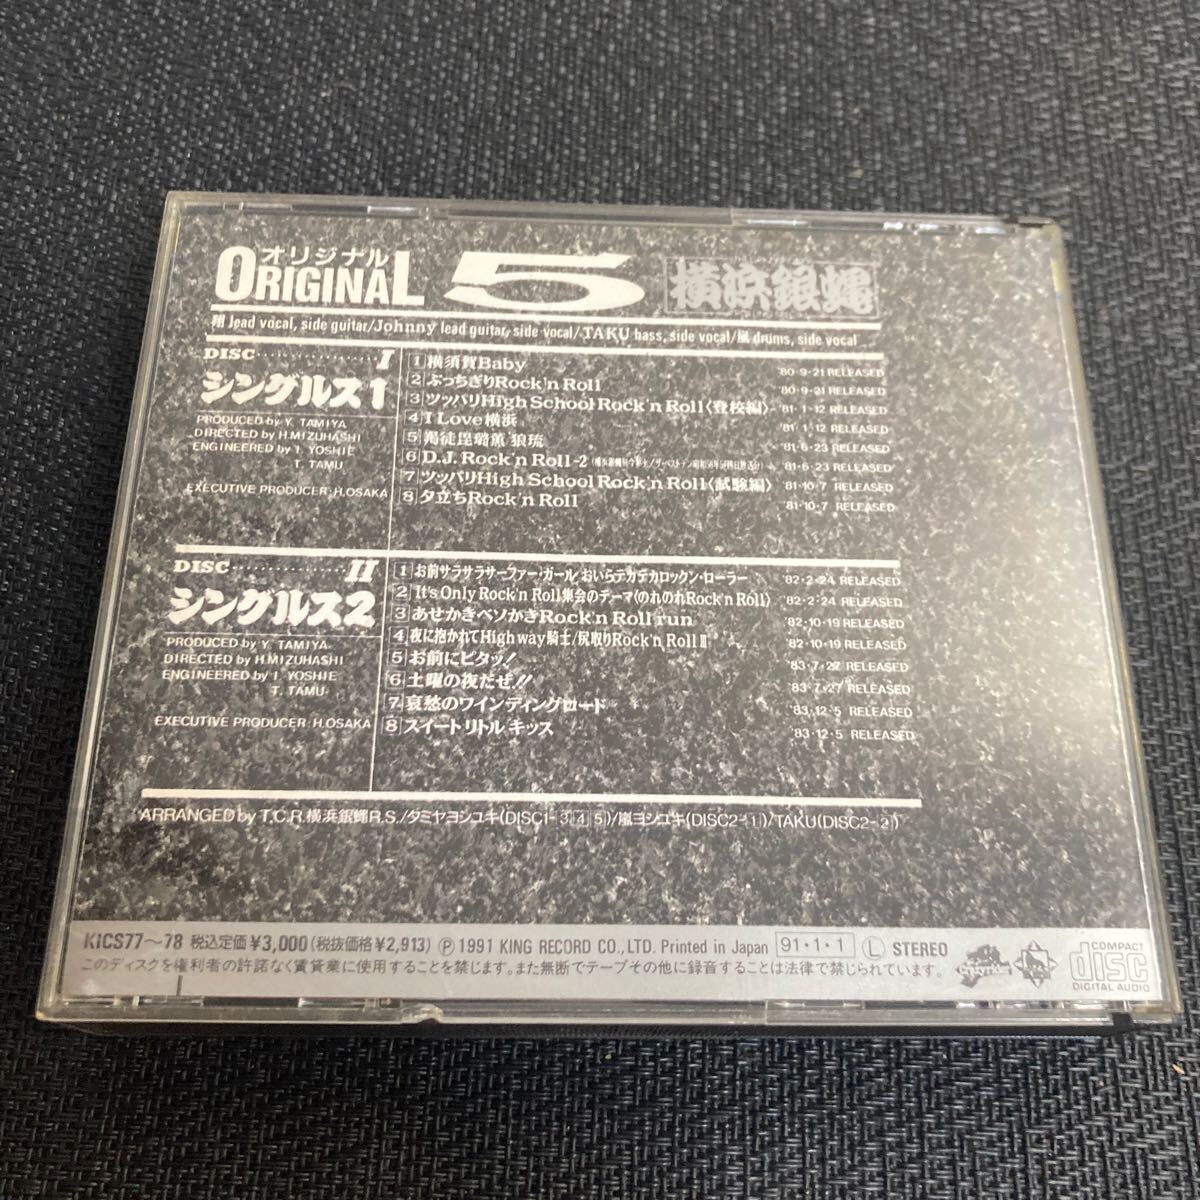 オリジナル
ORIGINAL 5 横浜銀蝿
翔 lead vocal, side guitar/Johnny lead guitar, side vocal/TAKU bass, side vocal/嵐 drums, side vocal
DISC……………I
シングルス1
PRODUCED by Y. TAMIYA
DIRECTED by H.MIZUHASHI
ENGINEERED by I. YOSHIE
T. TAMU
EXECUTIVE PRODUCER: H.OSAKA
1 横須賀Baby '80・9・21 RELEASED
2 ぶっちぎりRock'n Roll '80・9・21 RELEASED
3 ツッパリHigh School Rock'n Roll〈登校編〉 '81・1・12 RELEASED
4 I Love横浜 '81・1・12 RELEASED
5 羯徒毘璐薫'狼琉 '81・6・23 RELEASED
6 D.J. Rock'n Roll-2 '81・6・23 RELEASED
7 ツッパリHigh School Rock'n Roll〈試験編〉 '81・10・7 RELEASED
8 夕立ちRock'n Roll '81・10・7 RELEASED
DISC……………II
シングルス2
PRODUCED by Y. TAMIYA
DIRECTED by H.MIZUHASHI
ENGINEERED by I. YOSHIE
T. TAMU
EXECUTIVE PRODUCER: H.OSAKA
1 お前サラサラサーファー・ガール おいらテカテカロックン・ローラー '82・2・24 RELEASED
2 It's Only Rock'n Roll集会のテーマ〈のれのれRock'n Roll〉 '82・2・24 RELEASED
3 あせかきベソかきRock'n Roll run '82・10・19 RELEASED
4 夜に抱かれてHigh way騎士/尻取りRock'n Roll II '82・10・19 RELEASED
5 お前にピタッ! '83・7・27 RELEASED
6 土曜の夜だぜ!! '83・7・27 RELEASED
7 哀愁のワインディングロード '83・12・5 RELEASED
8 スイート リトル キッス '83・12・5 RELEASED
ARRANGED by T.C.R.横浜銀蝿R.S./タミヤヨシユキ(DISC1-3 4 5)/嵐ヨシユキ(DISC2-1)/TAKU(DISC2-2)
KICS77〜78 税込定価¥3,000(税抜価格¥2,913) Ⓟ1991 KING RECORD CO., LTD. Printed in Japan 91・1・1 Ⓛ STEREO
このディスクを権利者の許諾なく賃貸業に使用することを禁じます。また無断でテープその他に録音することは法律で禁じられています。
COMPACT
disc
DIGITAL AUDIO